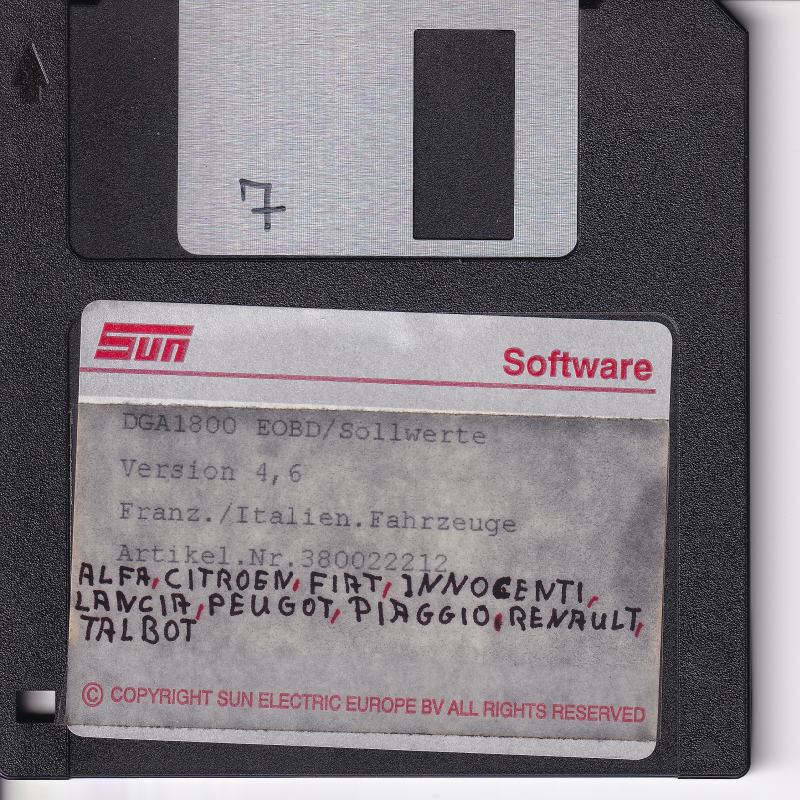 7
Sun
Software
DGA1800 EOBD/Sollwerte
Version 4,6
Franz./Italien.Fahrzeuge
Artikel.Nr.380022212
ALFA, CITROEN, FIAT, INNOCENTI,
LANCIA, PEUGOT, PIAGGIO, RENAULT,
TALBOT
© COPYRIGHT SUN ELECTRIC EUROPE BV ALL RIGHTS RESERVED